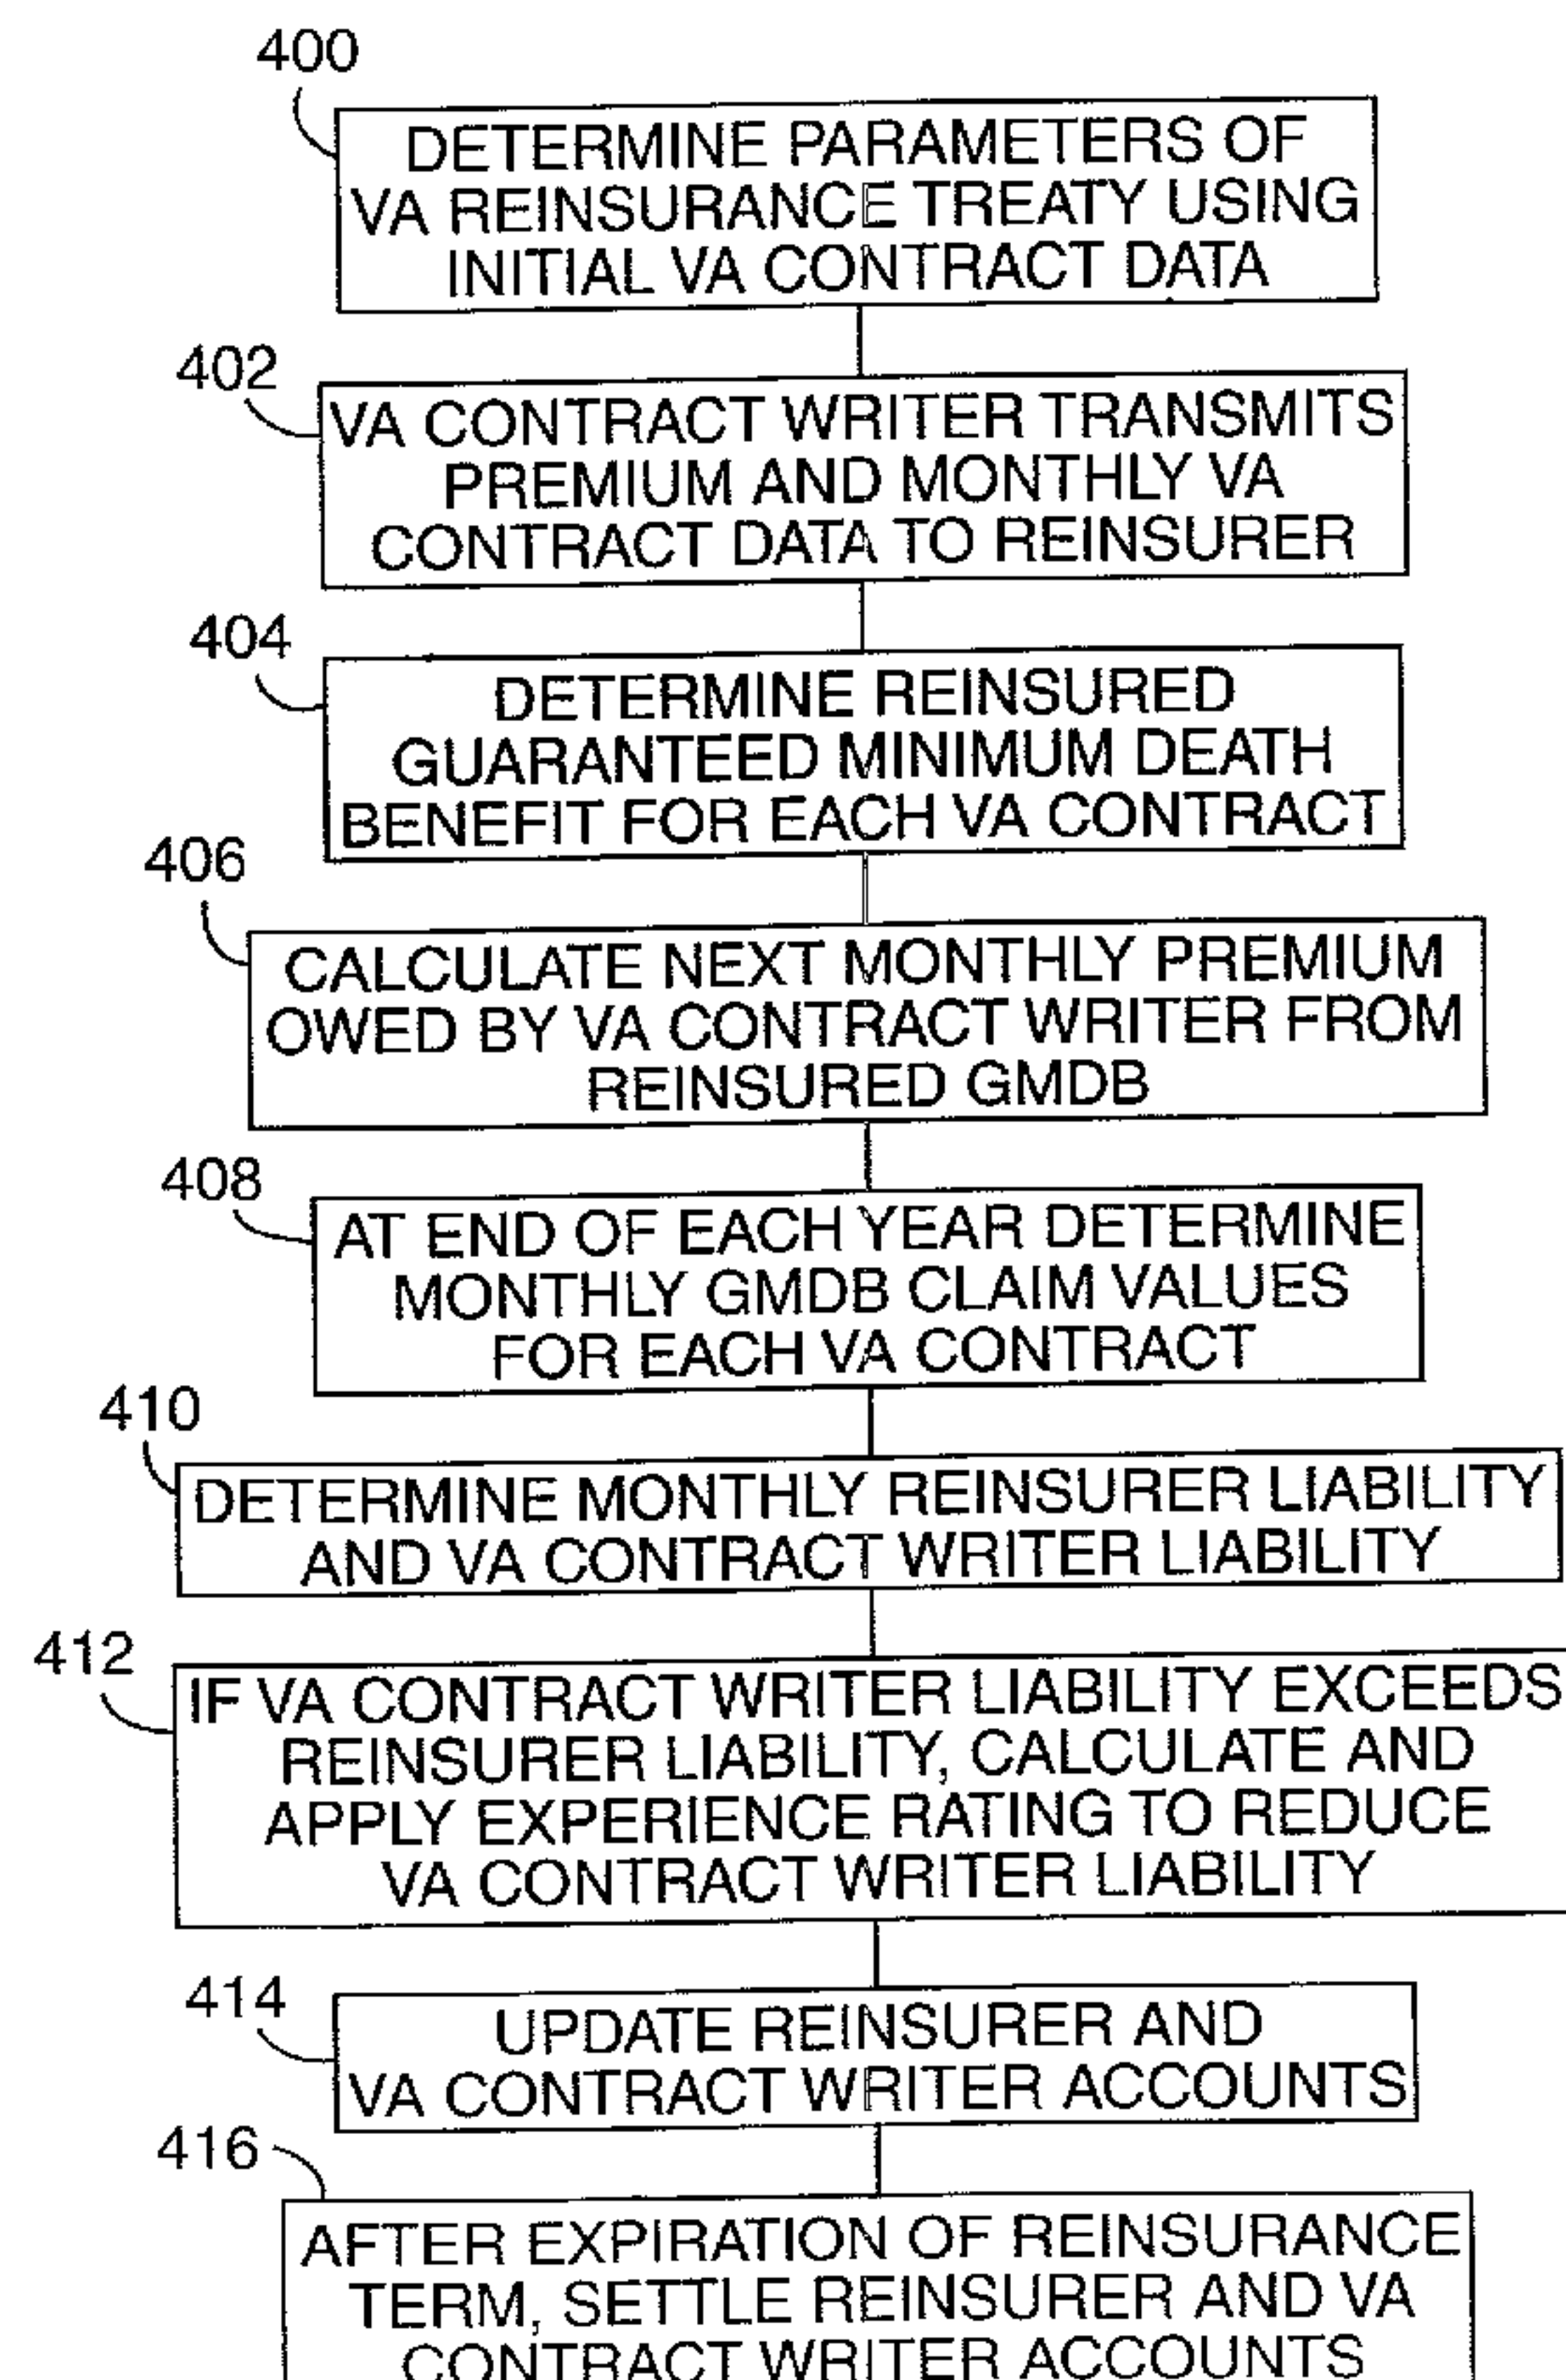 400
DETERMINE PARAMETERS OF
VA REINSURANCE TREATY USING
INITIAL VA CONTRACT DATA
402
VA CONTRACT WRITER TRANSMITS
PREMIUM AND MONTHLY VA
CONTRACT DATA TO REINSURER
404
DETERMINE REINSURED
GUARANTEED MINIMUM DEATH
BENEFIT FOR EACH VA CONTRACT
406
CALCULATE NEXT MONTHLY PREMIUM
OWED BY VA CONTRACT WRITER FROM
REINSURED GMDB
408
AT END OF EACH YEAR DETERMINE
MONTHLY GMDB CLAIM VALUES
FOR EACH VA CONTRACT
410
DETERMINE MONTHLY REINSURER LIABILITY
AND VA CONTRACT WRITER LIABILITY
412
IF VA CONTRACT WRITER LIABILITY EXCEEDS
REINSURER LIABILITY, CALCULATE AND
APPLY EXPERIENCE RATING TO REDUCE
VA CONTRACT WRITER LIABILITY
414
UPDATE REINSURER AND
VA CONTRACT WRITER ACCOUNTS
416
AFTER EXPIRATION OF REINSURANCE
TERM, SETTLE REINSURER AND VA
CONTRACT WRITER ACCOUNTS